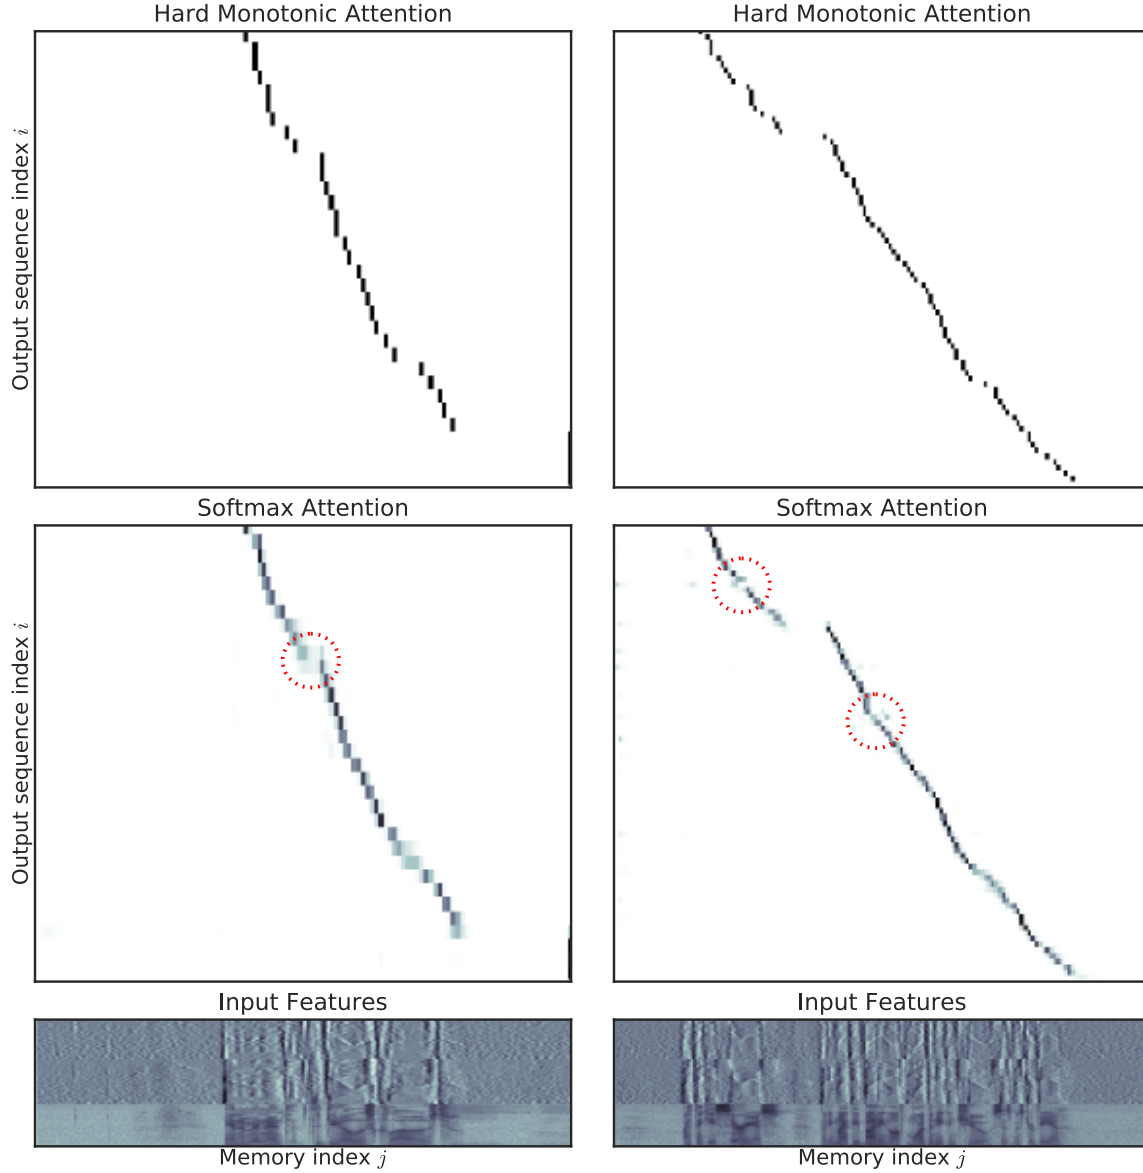 Hard Monotonic Attention
Hard Monotonic Attention
Output sequence index i
Softmax Attention
Softmax Attention
Output sequence index i
Input Features
Input Features
Memory index j
Memory index j